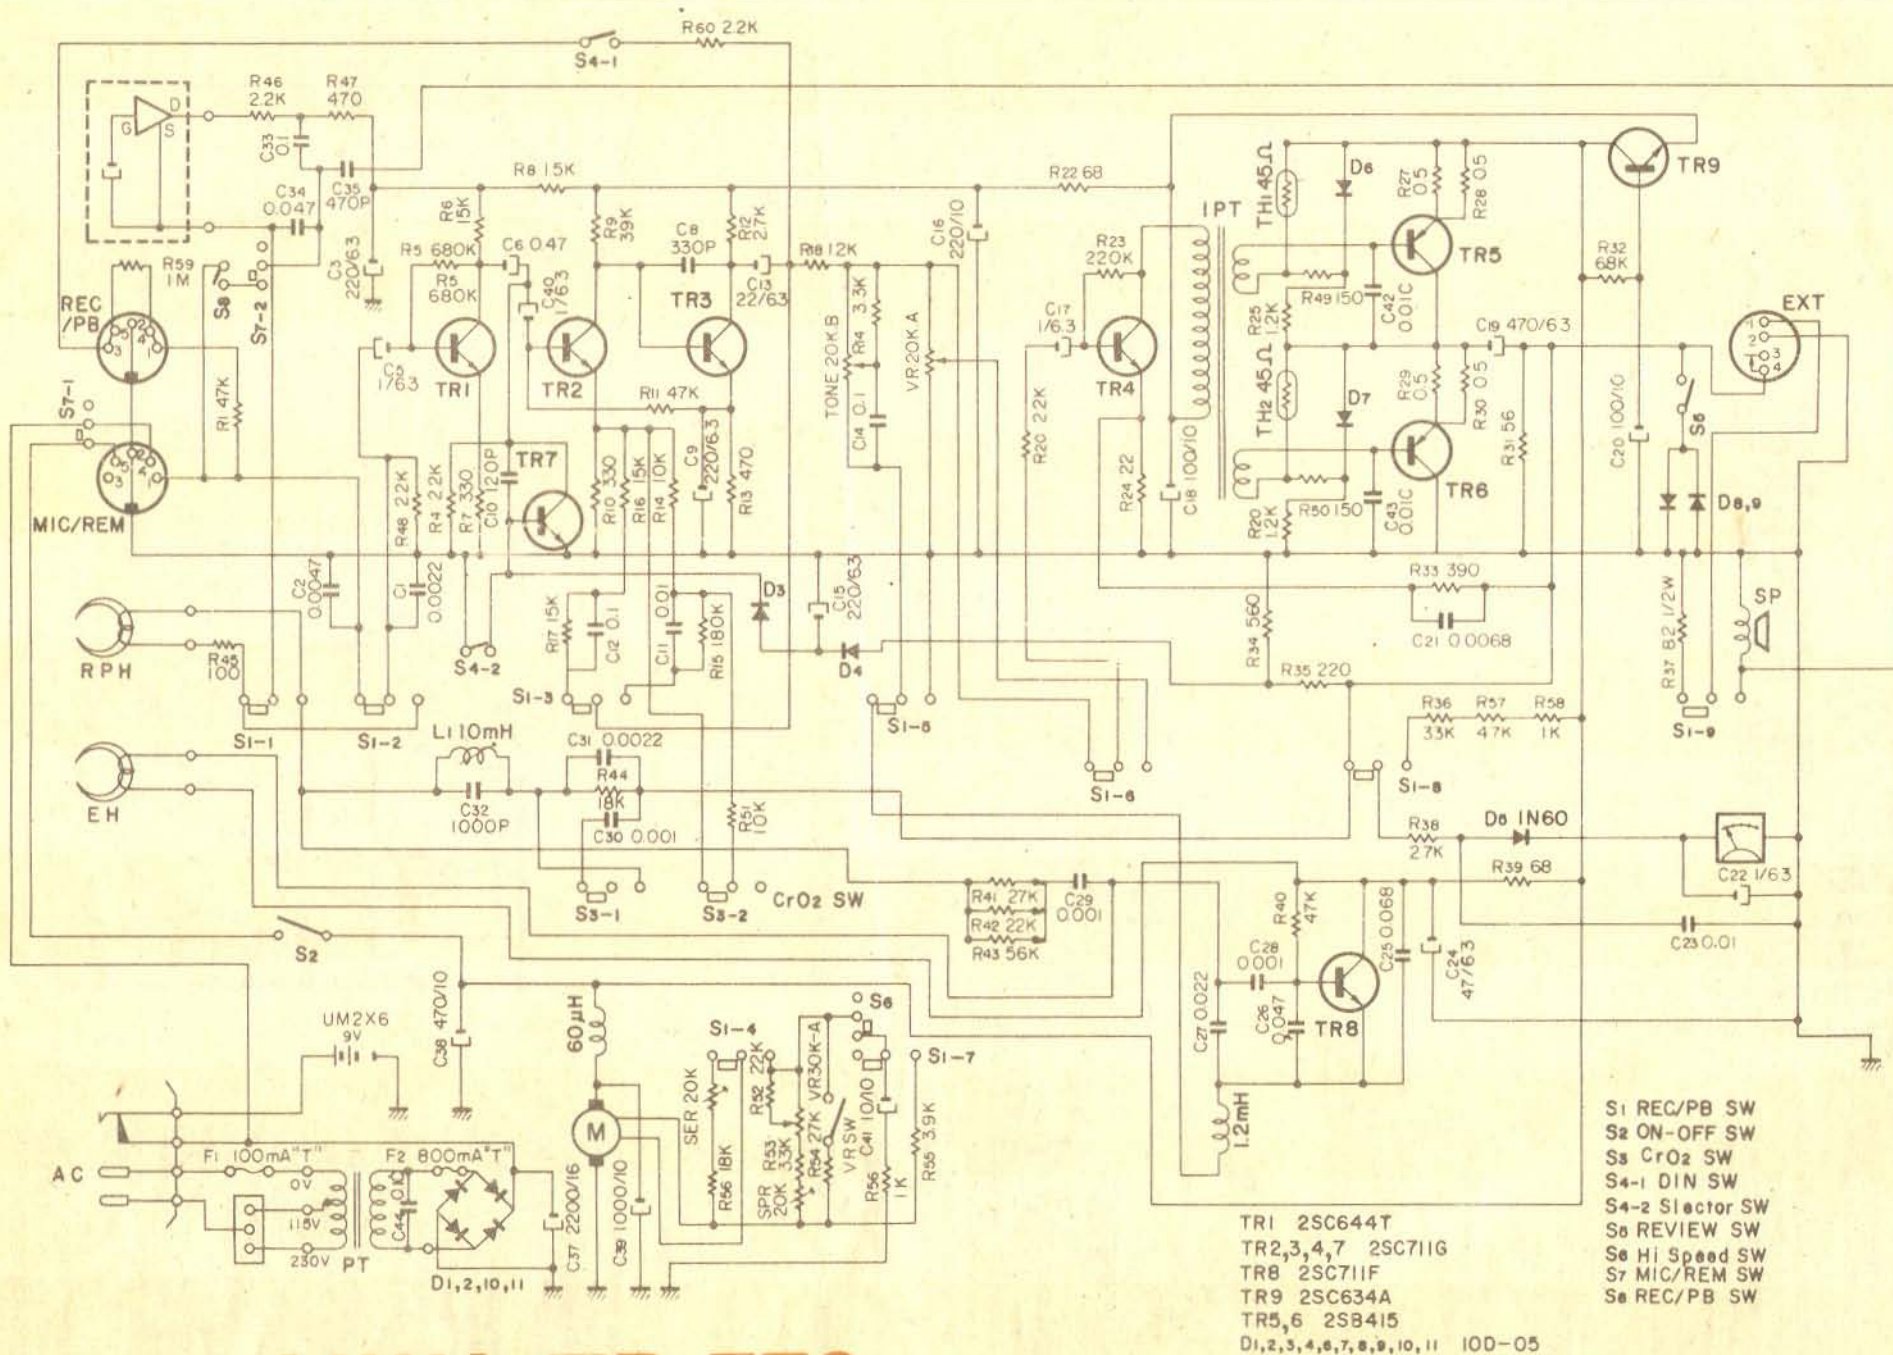 R60 2.2K
S4-1
R46 2.2K
R47 470
D
G
S
C33 0.1
C34 0.047
C35 470P
R59 1M
REC /PB
S8
S7-2
C3 220/6.3
R8 1.5K
R6 15K
R5 680K
R5 680K
C6 0.47
C40 1/63
R9 39K
C8 330P
R12 2.7K
C13 22/63
TR3
TR1
TR2
C5 1/63
R11 47K
S7-1
R1 47K
MIC/REM
R18 12K
TONE 20K.B
R14 3.3K
C14 0.1
VR20K A
C16 220/10
R22 68
R23 220K
C17 1/6.3
TR4
R20 22K
R24 22
C18 100/10
IPT
TH1 45Ω
D6
R27 0.5
R28 0.5
TR5
R49 150
C42 0.01C
R25 1.2K
TH2 45Ω
D7
R29 0.5
R30 0.5
TR6
R50 150
C43 0.01C
R20 1.2K
C19 470/63
R31 56
TR9
R32 68K
C20 100/10
EXT
1
2
3
4
S5
D8,9
R48 22K
R4 2.2K
R7 330
C10 120P
TR7
R10 330
R16 15K
R14 10K
C9 220/6.3
R13 470
C2 0.0047
C1 0.0022
RPH
R45 100
S1-1
S1-2
S4-2
R17 15K
C12 0.1
C11 0.01
R15 180K
S1-3
D3
C15 220/63
D4
S1-5
R33 390
C21 0.0068
R34 560
R35 220
R36 33K
R57 47K
R58 1K
R37 82 1/2W
SP
S1-9
S1-6
S1-8
EH
L1 10mH
C32 1000P
C31 0.0022
R44 18K
C30 0.001
R51 10K
S3-1
S3-2
CrO2 SW
R38 2.7K
D5 IN60
R39 68
C22 1/63
C23 0.01
R41 27K
R42 22K
R43 56K
C29 0.001
R40 47K
C25 0.068
C24 47/63
C28 0.001
C26 0.047
C27 0.022
TR8
1.2mH
S2
UM2X6
9V
C38 470/10
60μH
M
S1-4
SER 20K
R56 18K
R52 22K
R53 33K
SPR 20K
R54 27K
VR30K-A
VRSW
S6
C41 10/10
R56 1K
S1-7
R55 3.9K
AC
F1 100mA"T"
0V
115V
230V
PT
F2 800mA"T"
C44 0.1C
D1,2,10,11
C37 2200/16
C39 1000/10
TR1 2SC644T
TR2,3,4,7 2SC711G
TR8 2SC711F
TR9 2SC634A
TR5,6 2SB415
D1,2,3,4,6,7,8,9,10,11 10D-05
S1 REC/PB SW
S2 ON-OFF SW
S3 CrO2 SW
S4-1 DIN SW
S4-2 Slector SW
S5 REVIEW SW
S6 Hi Speed SW
S7 MIC/REM SW
S8 REC/PB SW